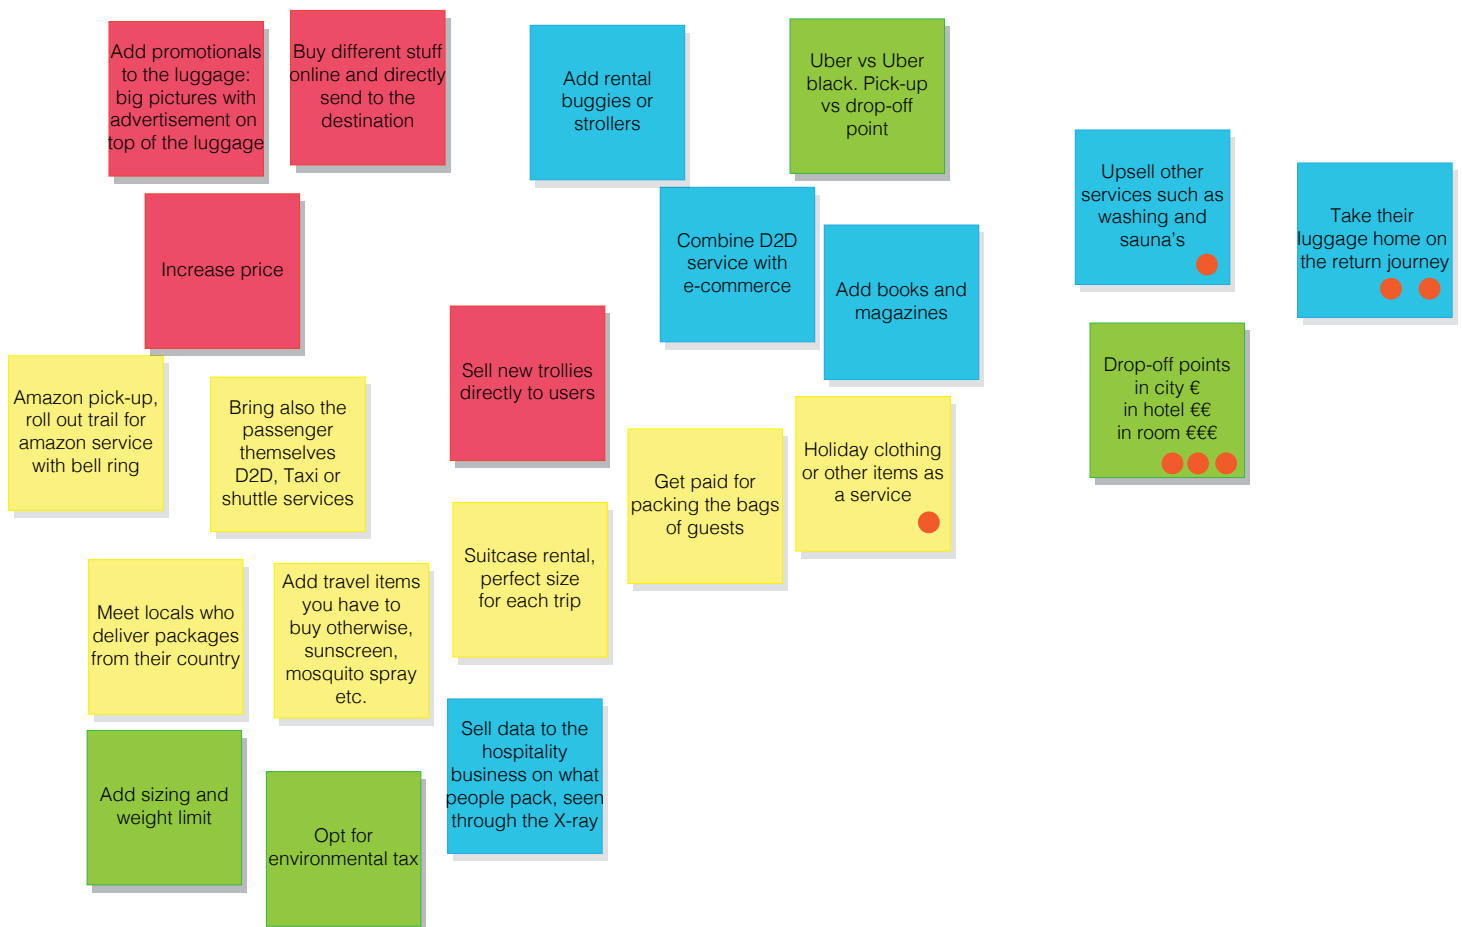 Add promotionals
to the luggage:
big pictures with
advertisement on
top of the luggage
Buy different stuff
online and directly
send to the
destination
Add rental
buggies or
strollers
Uber vs Uber
black. Pick-up
vs drop-off
point
Upsell other
services such as
washing and
sauna's
Take their
luggage home on
the return journey
Increase price
Combine D2D
service with
e-commerce
Add books and
magazines
Sell new trollies
directly to users
Drop-off points
in city €
in hotel €€
in room €€€
Amazon pick-up,
roll out trail for
amazon service
with bell ring
Bring also the
passenger
themselves
D2D, Taxi or
shuttle services
Get paid for
packing the bags
of guests
Holiday clothing
or other items as
a service
Suitcase rental,
perfect size
for each trip
Meet locals who
deliver packages
from their country
Add travel items
you have to
buy otherwise,
sunscreen,
mosquito spray
etc.
Sell data to the
hospitality
business on what
people pack, seen
through the X-ray
Add sizing and
weight limit
Opt for
environmental tax